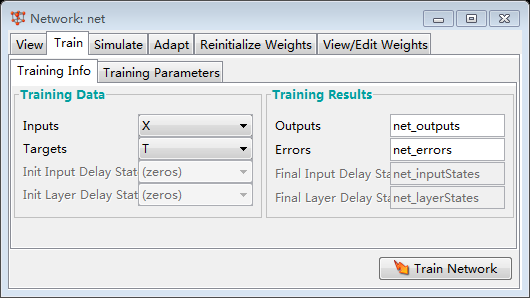 Network: net
View Train Simulate Adapt Reinitialize Weights View/Edit Weights
Training Info Training Parameters
Training Data
Inputs X
Targets T
Init Input Delay Stat (zeros)
Init Layer Delay Stat (zeros)
Training Results
Outputs net_outputs
Errors net_errors
Final Input Delay Sta net_inputStates
Final Layer Delay Sta net_layerStates
Train Network